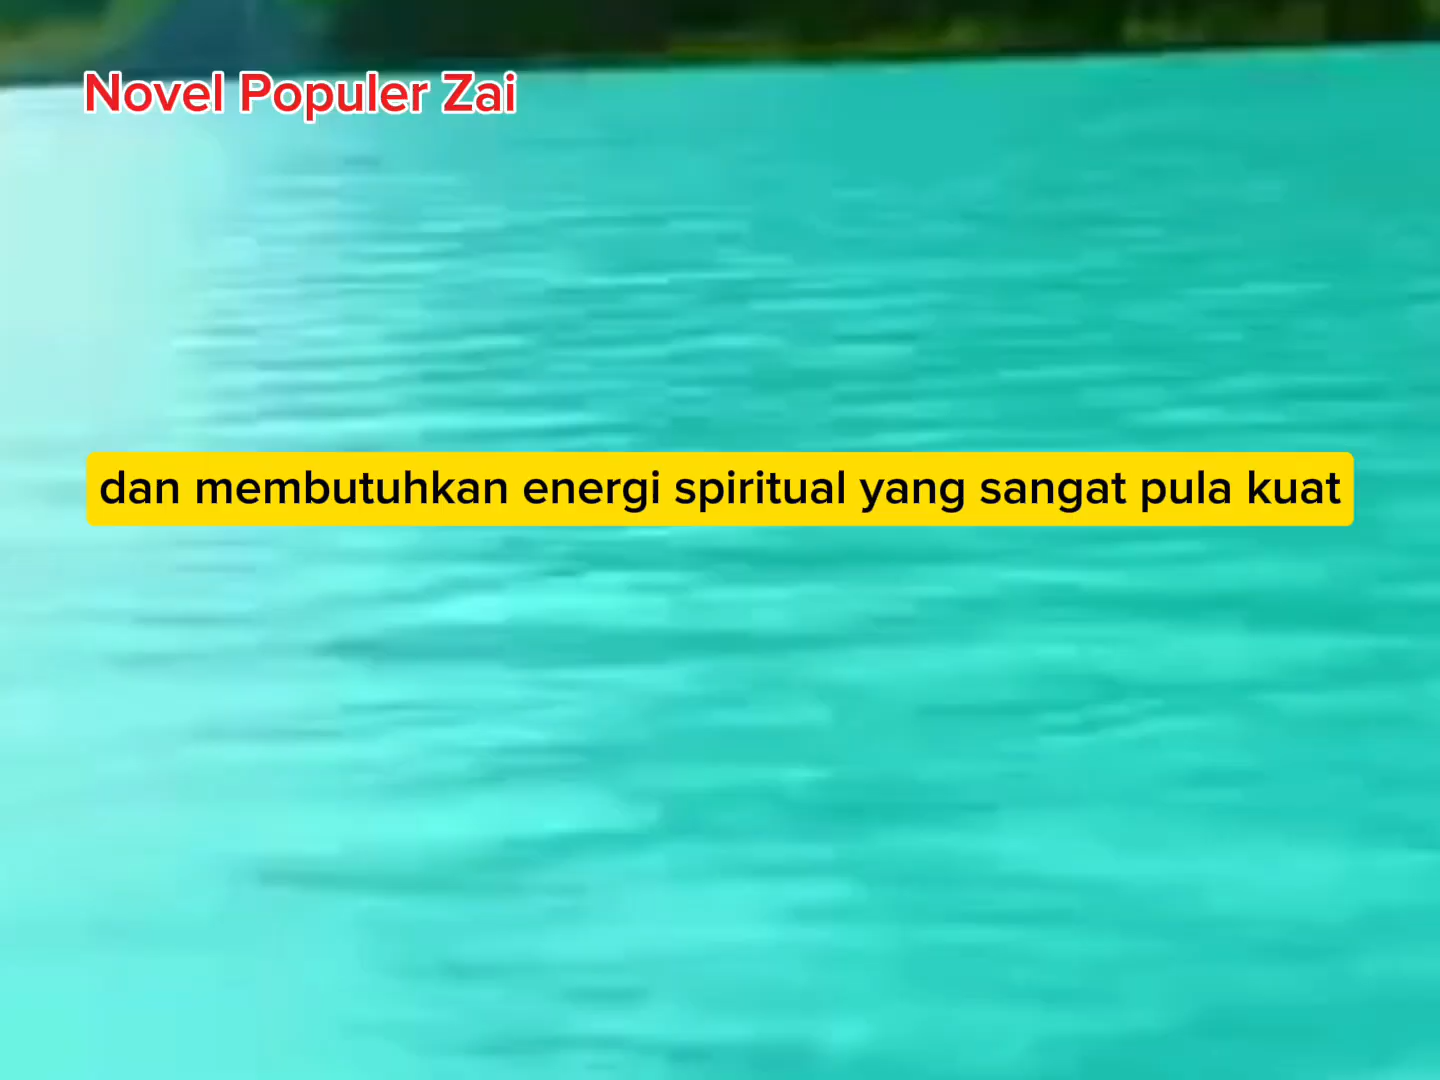 Novel Populer Zai
dan membutuhkan energi spiritual yang sangat pula kuat